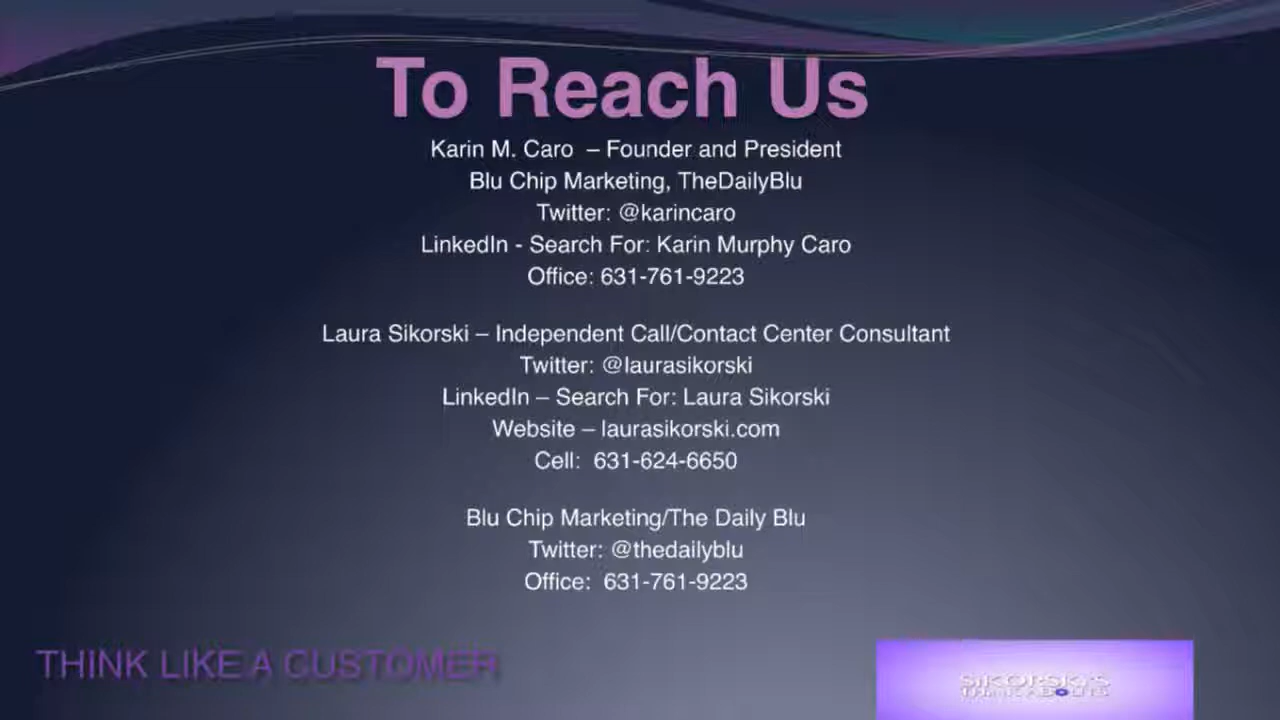 To Reach Us
Karin M. Caro – Founder and President
Blu Chip Marketing, TheDailyBlu
Twitter: @karincaro
LinkedIn - Search For: Karin Murphy Caro
Office: 631-761-9223
Laura Sikorski – Independent Call/Contact Center Consultant
Twitter: @laurasikorski
LinkedIn – Search For: Laura Sikorski
Website – laurasikorski.com
Cell: 631-624-6650
Blu Chip Marketing/The Daily Blu
Twitter: @thedailyblu
Office: 631-761-9223
THINK LIKE A CUSTOMER
SIKORSKI'S
THINKABOUTS